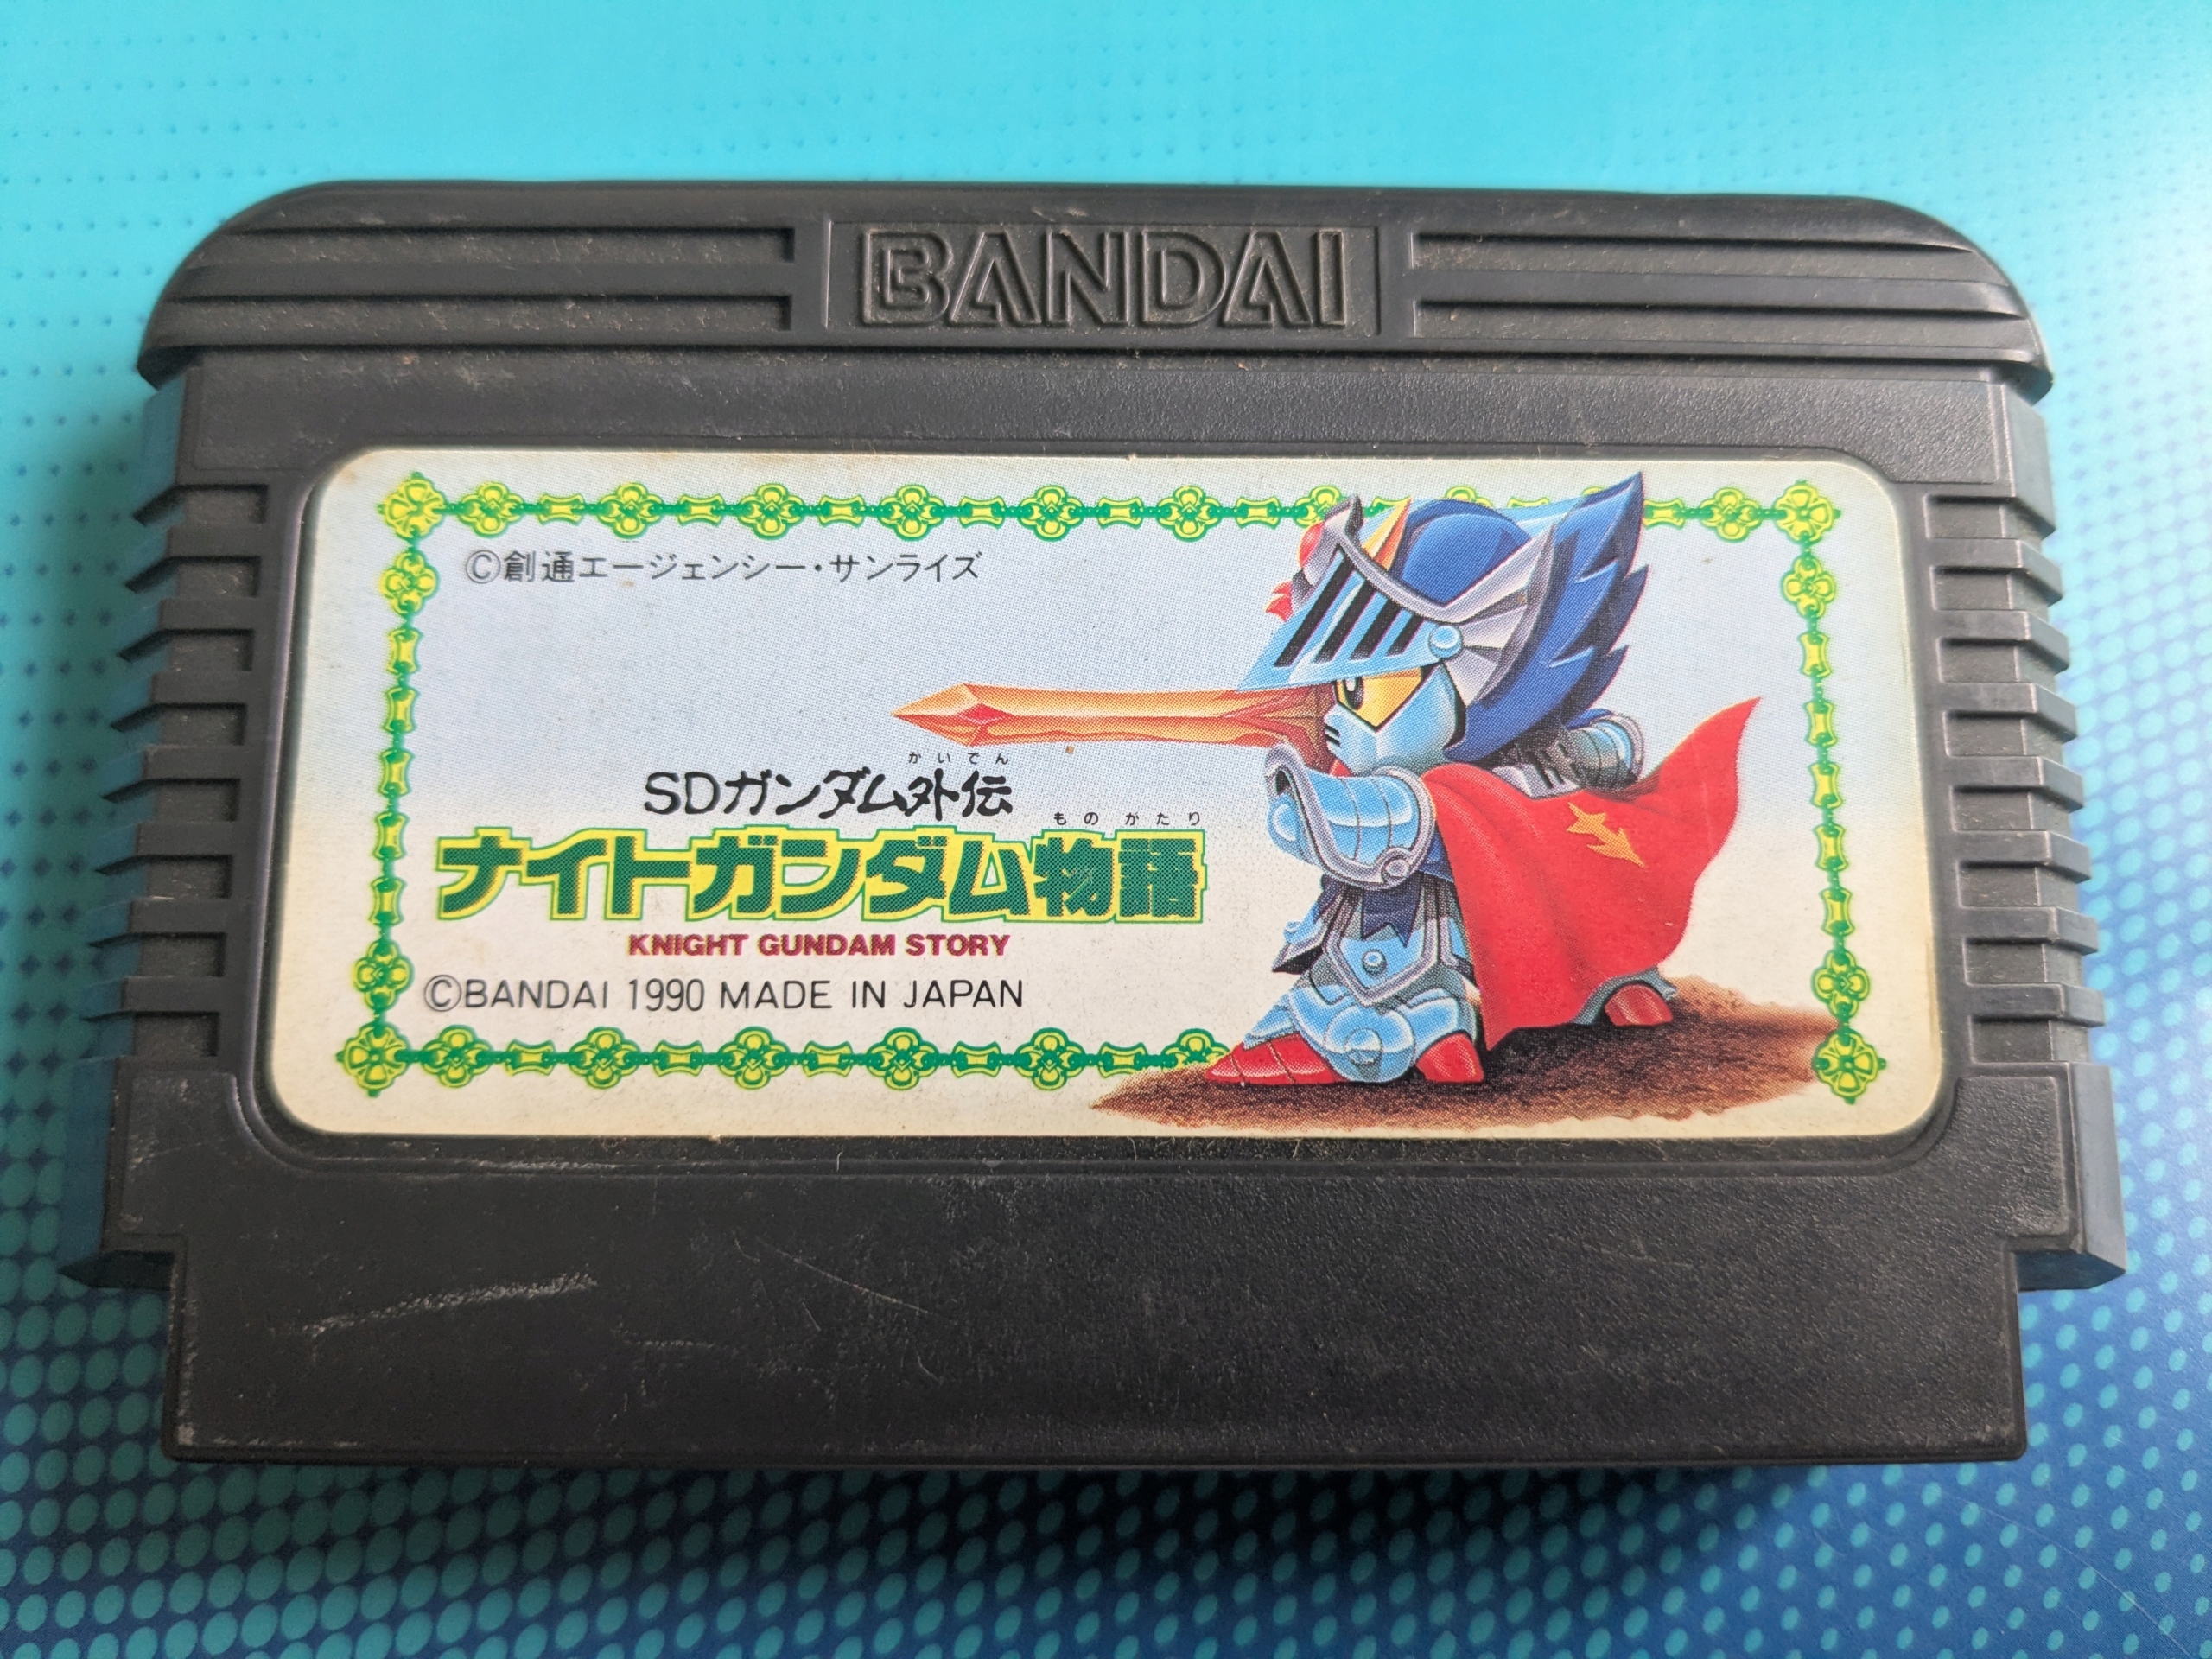 BANDAI
©創通エージェンシー・サンライズ
かいでん
SDガンダム外伝
ものがたり
ナイトガンダム物語
KNIGHT GUNDAM STORY
©BANDAI 1990 MADE IN JAPAN